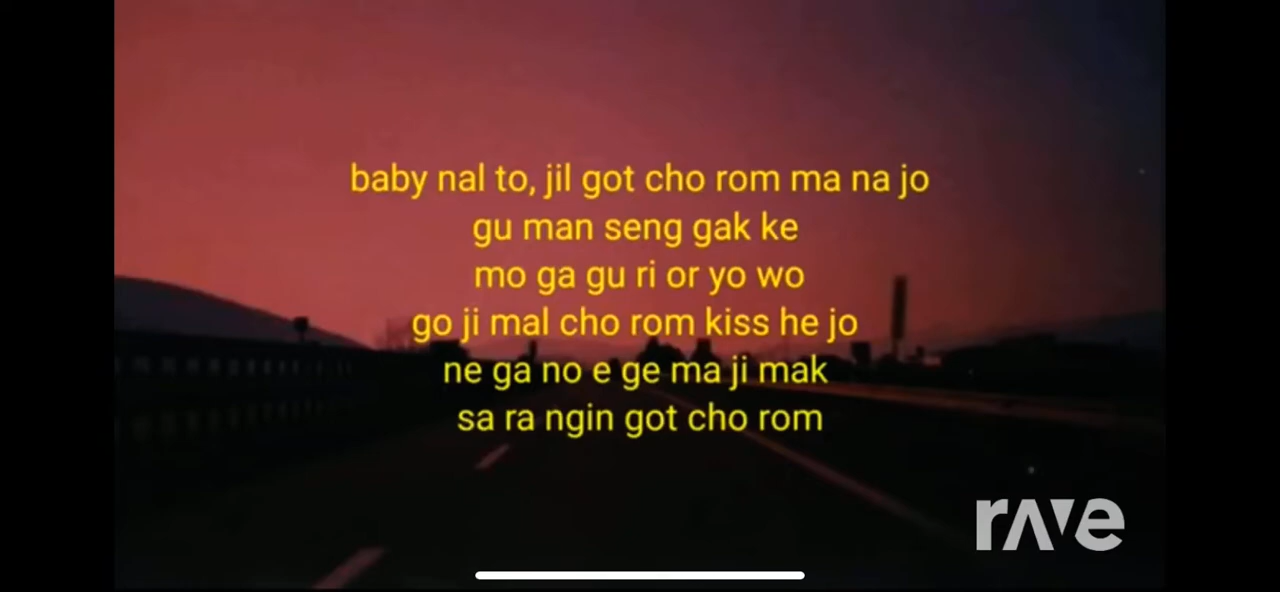 baby nal to, jil got cho rom ma na jo
gu man seng gak ke
mo ga gu ri or yo wo
go ji mal cho rom kiss he jo
ne ga no e ge ma ji mak
sa ra ngin got cho rom
rave